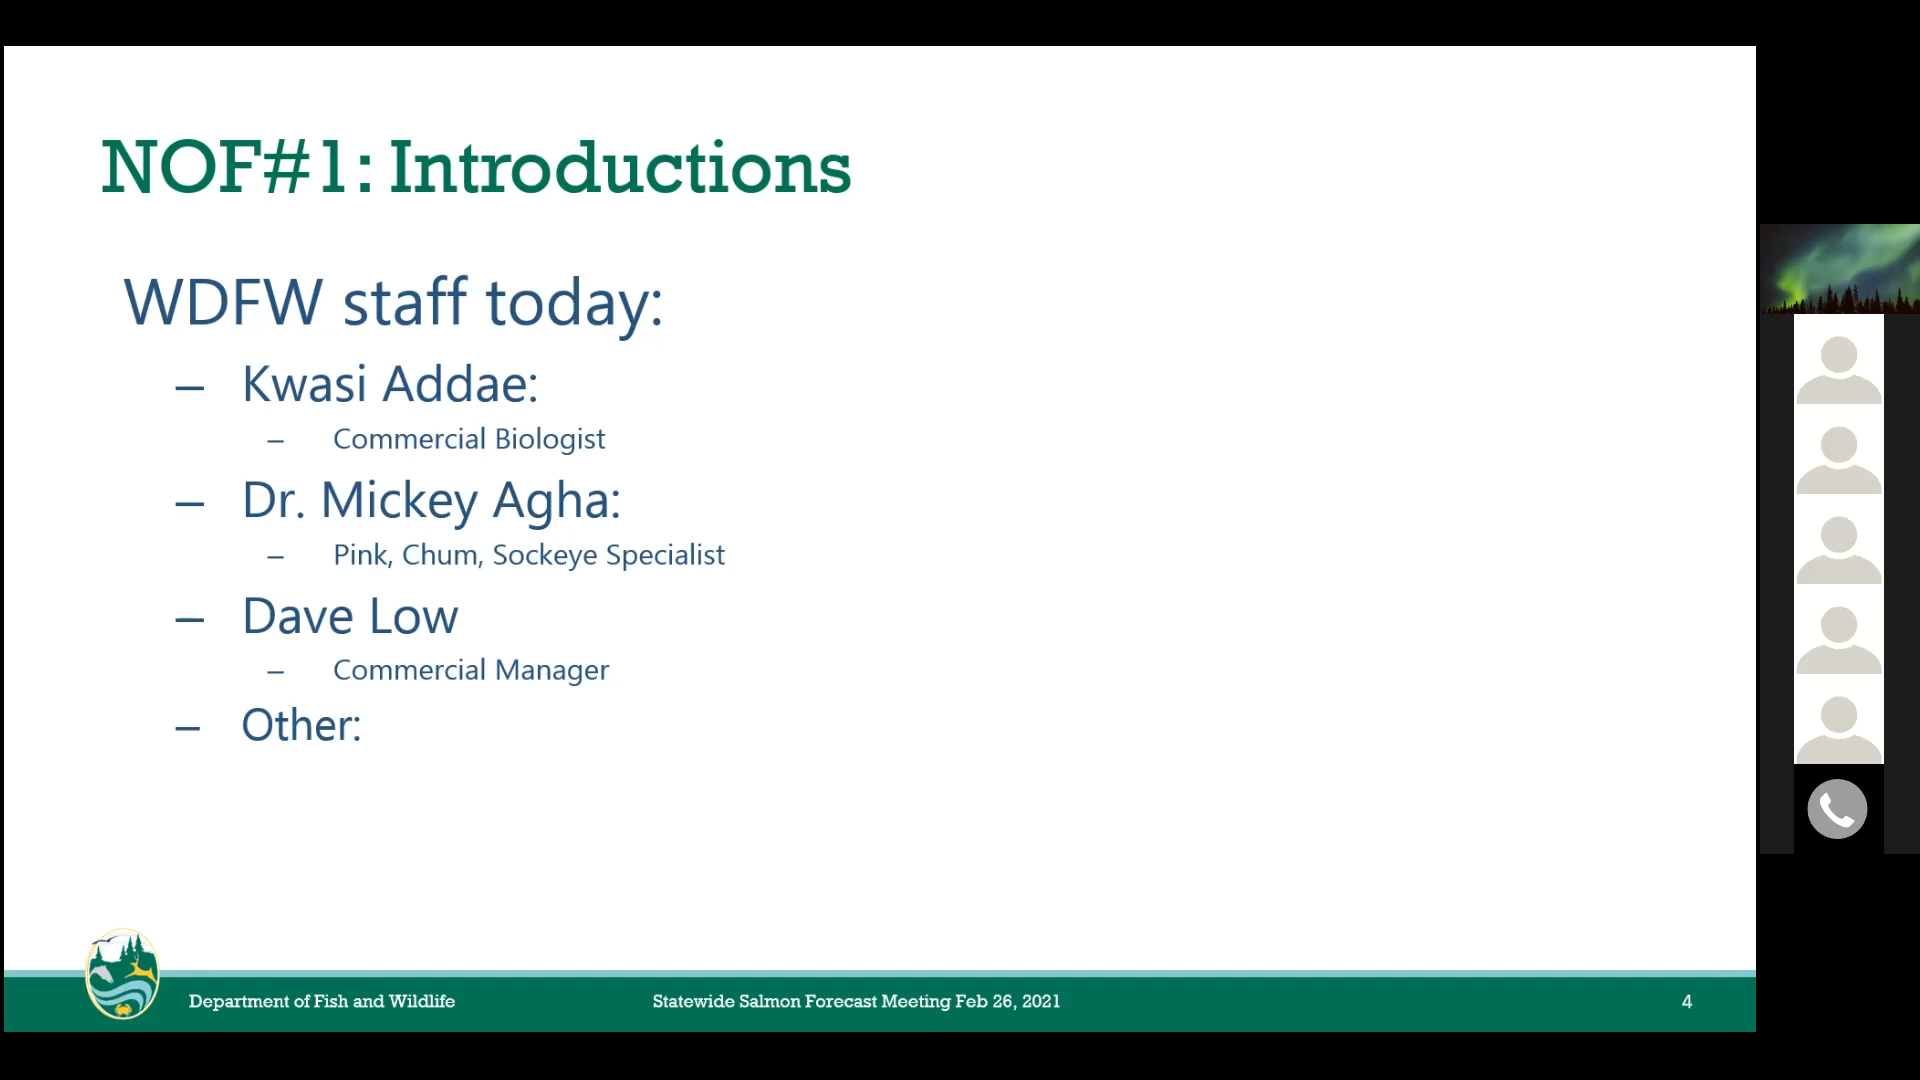 NOF#1: Introductions
WDFW staff today:
– Kwasi Addae:
– Commercial Biologist
– Dr. Mickey Agha:
– Pink, Chum, Sockeye Specialist
– Dave Low
– Commercial Manager
– Other:
Department of Fish and Wildlife
Statewide Salmon Forecast Meeting Feb 26, 2021
4